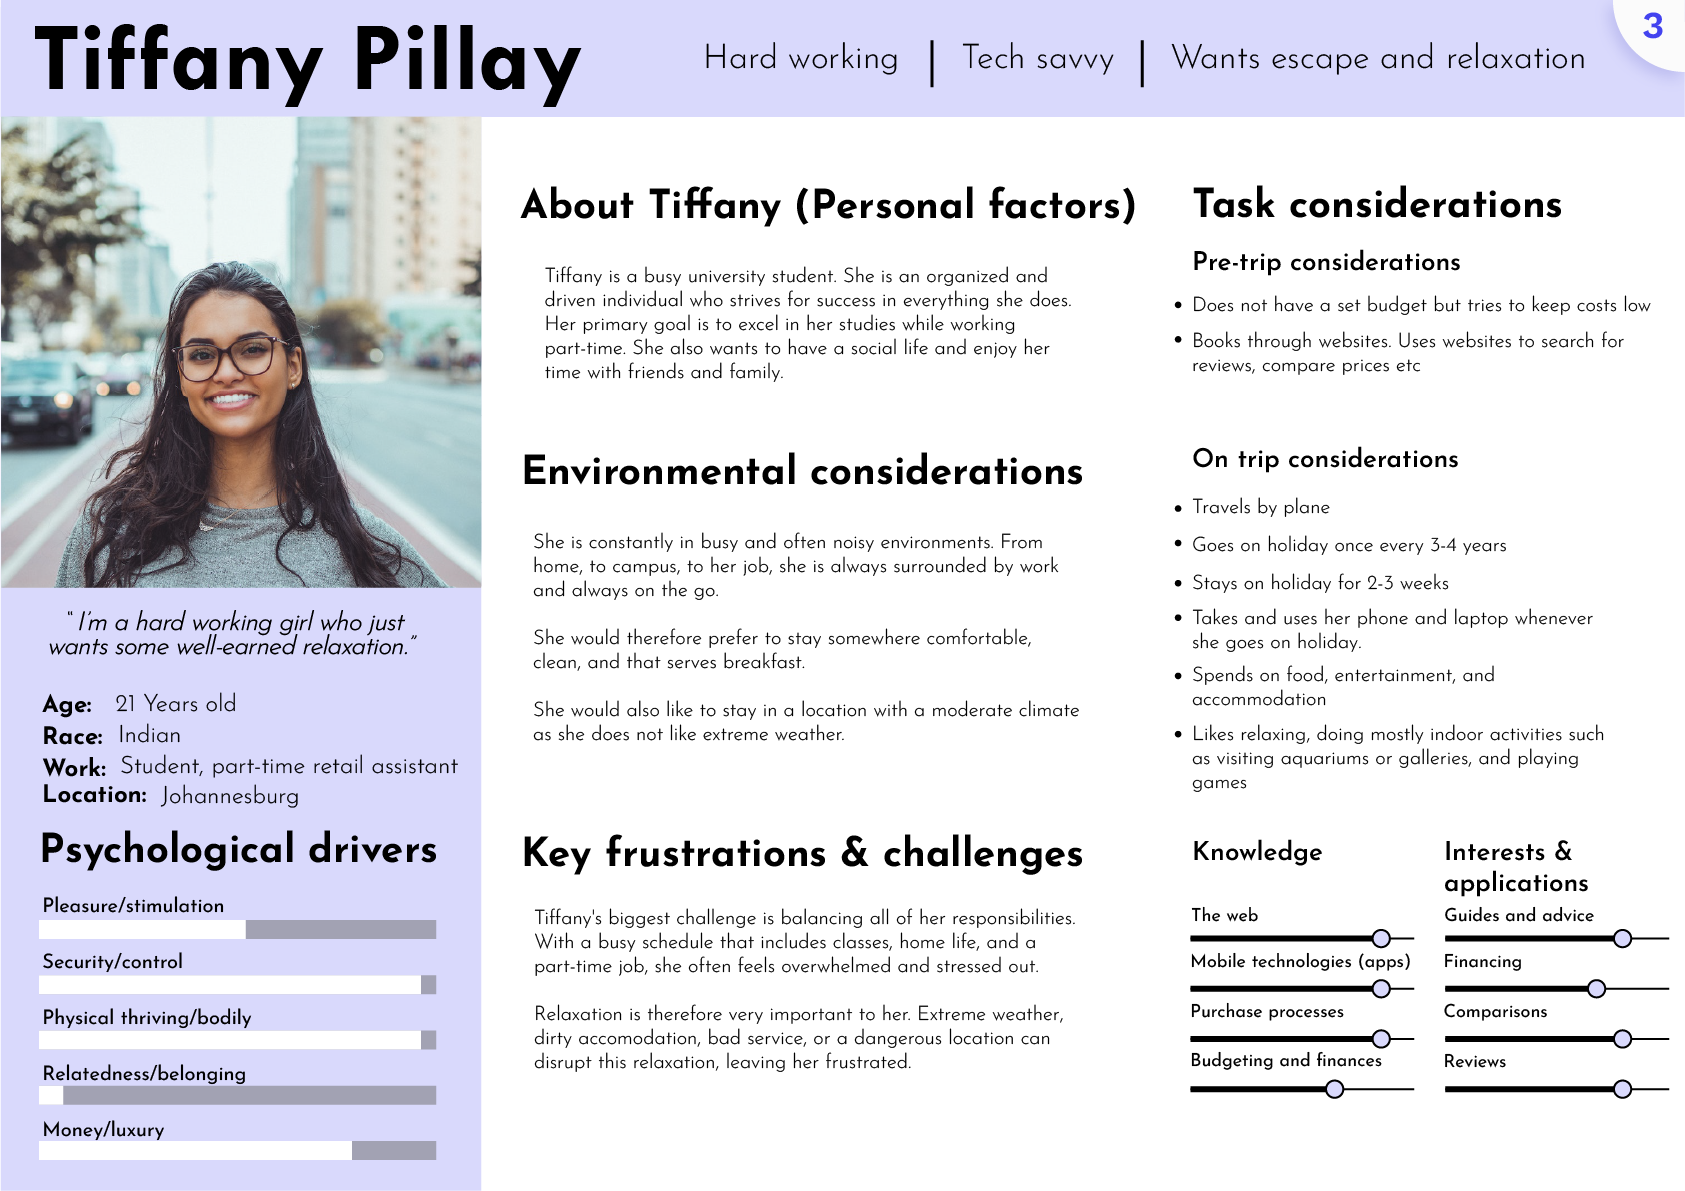 Tiffany Pillay
Hard working | Tech savvy | Wants escape and relaxation
3
“ I’m a hard working girl who just
wants some well-earned relaxation.”
Age: 21 Years old
Race: Indian
Work: Student, part-time retail assistant
Location: Johannesburg
Psychological drivers
Pleasure/stimulation
Security/control
Physical thriving/bodily
Relatedness/belonging
Money/luxury
About Tiffany (Personal factors)
Tiffany is a busy university student. She is an organized and
driven individual who strives for success in everything she does.
Her primary goal is to excel in her studies while working
part-time. She also wants to have a social life and enjoy her
time with friends and family.
Environmental considerations
She is constantly in busy and often noisy environments. From
home, to campus, to her job, she is always surrounded by work
and always on the go.
She would therefore prefer to stay somewhere comfortable,
clean, and that serves breakfast.
She would also like to stay in a location with a moderate climate
as she does not like extreme weather.
Key frustrations & challenges
Tiffany's biggest challenge is balancing all of her responsibilities.
With a busy schedule that includes classes, home life, and a
part-time job, she often feels overwhelmed and stressed out.
Relaxation is therefore very important to her. Extreme weather,
dirty accomodation, bad service, or a dangerous location can
disrupt this relaxation, leaving her frustrated.
Task considerations
Pre-trip considerations
• Does not have a set budget but tries to keep costs low
• Books through websites. Uses websites to search for
reviews, compare prices etc
On trip considerations
• Travels by plane
• Goes on holiday once every 3-4 years
• Stays on holiday for 2-3 weeks
• Takes and uses her phone and laptop whenever
she goes on holiday.
• Spends on food, entertainment, and
accommodation
• Likes relaxing, doing mostly indoor activities such
as visiting aquariums or galleries, and playing
games
Knowledge
The web
Mobile technologies (apps)
Purchase processes
Budgeting and finances
Interests &
applications
Guides and advice
Financing
Comparisons
Reviews